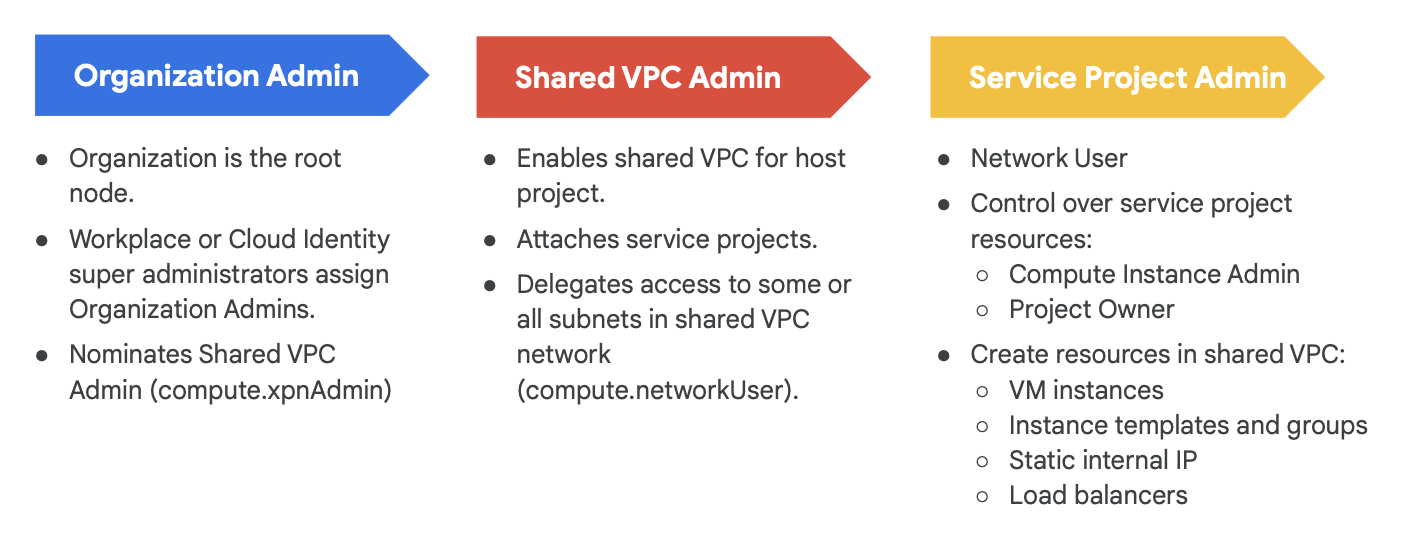 Organization Admin
● Organization is the root
node.
● Workplace or Cloud Identity
super administrators assign
Organization Admins.
● Nominates Shared VPC
Admin (compute.xpnAdmin)
Shared VPC Admin
● Enables shared VPC for host
project.
● Attaches service projects.
● Delegates access to some or
all subnets in shared VPC
network
(compute.networkUser).
Service Project Admin
● Network User
● Control over service project
resources:
○ Compute Instance Admin
○ Project Owner
● Create resources in shared VPC:
○ VM instances
○ Instance templates and groups
○ Static internal IP
○ Load balancers